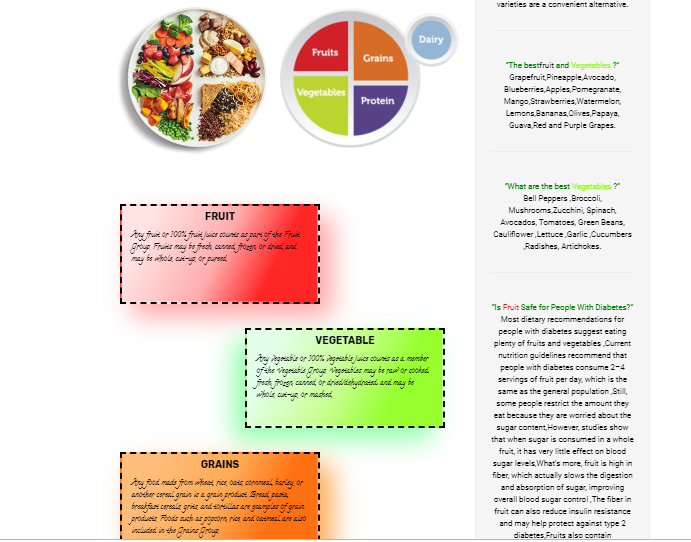 Fruits
Grains
Dairy
Vegetables
Protein
FRUIT
Any fruit or 100% fruit juice counts as part of the Fruit
Group. Fruits may be fresh, canned, frozen, or dried, and
may be whole, cut-up, or pureed.
VEGETABLE
Any vegetable or 100% vegetable juice counts as a member
of the Vegetable Group. Vegetables may be raw or cooked;
fresh, frozen, canned, or dried/dehydrated; and may be
whole, cut-up, or mashed.
GRAINS
Any food made from wheat, rice, oats, cornmeal, barley, or
another cereal grain is a grain product. Bread, pasta,
breakfast cereals, grits, and tortillas are examples of grain
products. Foods such as popcorn, rice, and oatmeal are also
included in the Grains Group.
varieties are a convenient alternative.
"The bestfruit and Vegetables ?"
Grapefruit,Pineapple,Avocado,
Blueberries,Apples,Pomegranate,
Mango,Strawberries,Watermelon,
Lemons,Bananas,Olives,Papaya,
Guava,Red and Purple Grapes.
"What are the best Vegetables ?"
Bell Peppers ,Broccoli,
Mushrooms,Zucchini, Spinach,
Avocados, Tomatoes, Green Beans,
Cauliflower ,Lettuce ,Garlic ,Cucumbers
,Radishes, Artichokes.
"Is Fruit Safe for People With Diabetes?"
Most dietary recommendations for
people with diabetes suggest eating
plenty of fruits and vegetables ,Current
nutrition guidelines recommend that
people with diabetes consume 2–4
servings of fruit per day, which is the
same as the general population ,Still,
some people restrict the amount they
eat because they are worried about the
sugar content,However, studies show
that when sugar is consumed in a whole
fruit, it has very little effect on blood
sugar levels,What's more, fruit is high in
fiber, which actually slows the digestion
and absorption of sugar, improving
overall blood sugar control ,The fiber in
fruit can also reduce insulin resistance
and may help protect against type 2
diabetes,Fruits also contain